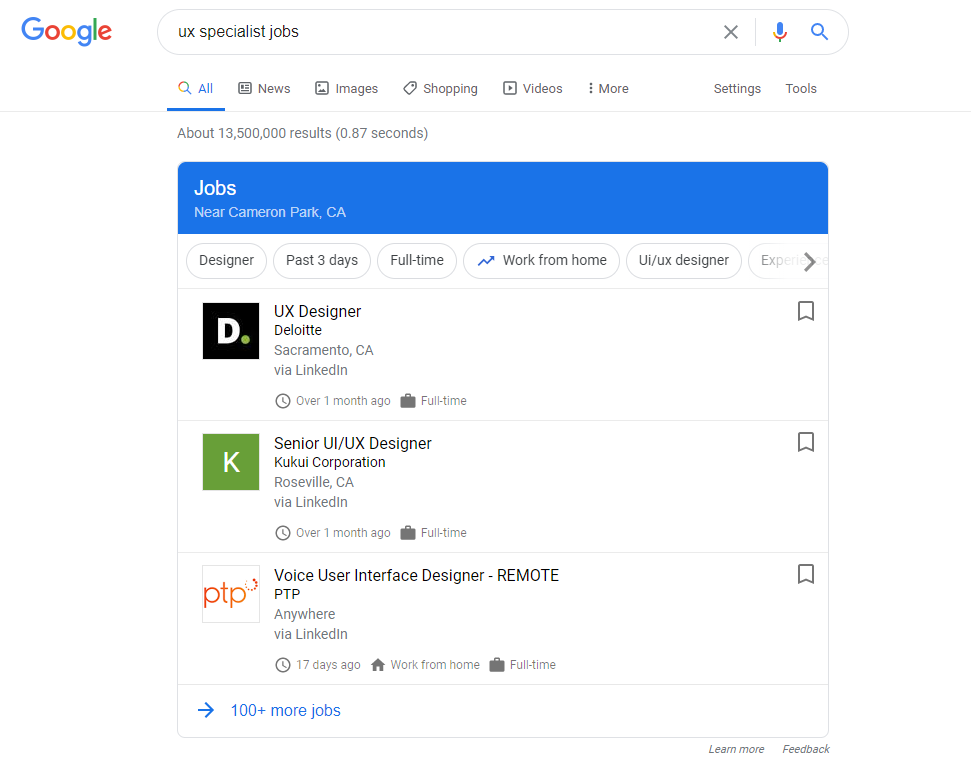 Google
ux specialist jobs
All News Images Shopping Videos More Settings Tools
About 13,500,000 results (0.87 seconds)
Jobs
Near Cameron Park, CA
Designer Past 3 days Full-time Work from home Ui/ux designer Experience
D.
UX Designer
Deloitte
Sacramento, CA
via LinkedIn
Over 1 month ago Full-time
K
Senior UI/UX Designer
Kukui Corporation
Roseville, CA
via LinkedIn
Over 1 month ago Full-time
ptp
Voice User Interface Designer - REMOTE
PTP
Anywhere
via LinkedIn
17 days ago Work from home Full-time
100+ more jobs
Learn more Feedback